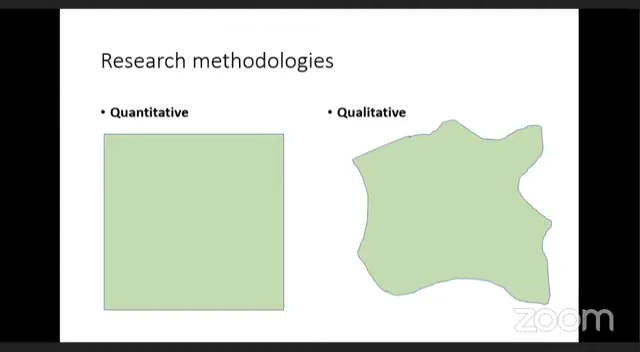 Research methodologies
• Quantitative
• Qualitative
zoom